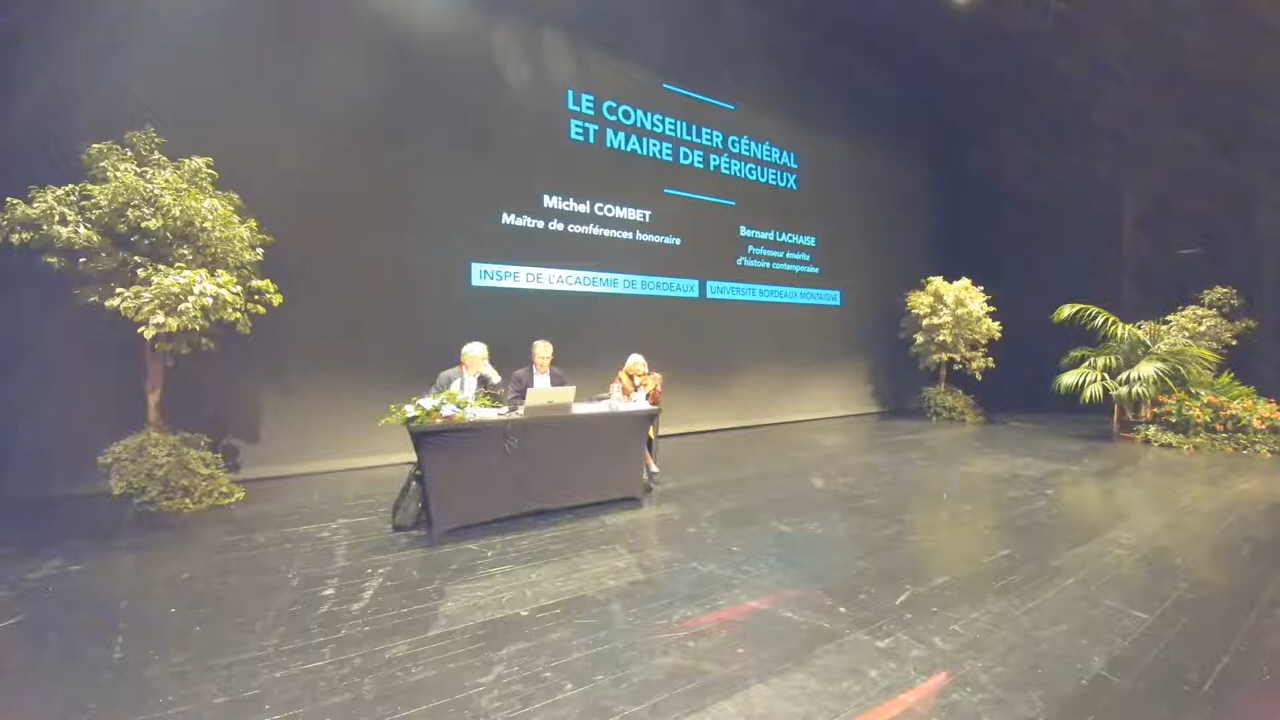 LE CONSEILLER GÉNÉRAL
ET MAIRE DE PÉRIGUEUX
Michel COMBET
Maître de conférences honoraire
INSPE DE L'ACADEMIE DE BORDEAUX
Bernard LACHAISE
Professeur émérite
d'histoire contemporaine
UNIVERSITE BORDEAUX MONTAIGNE